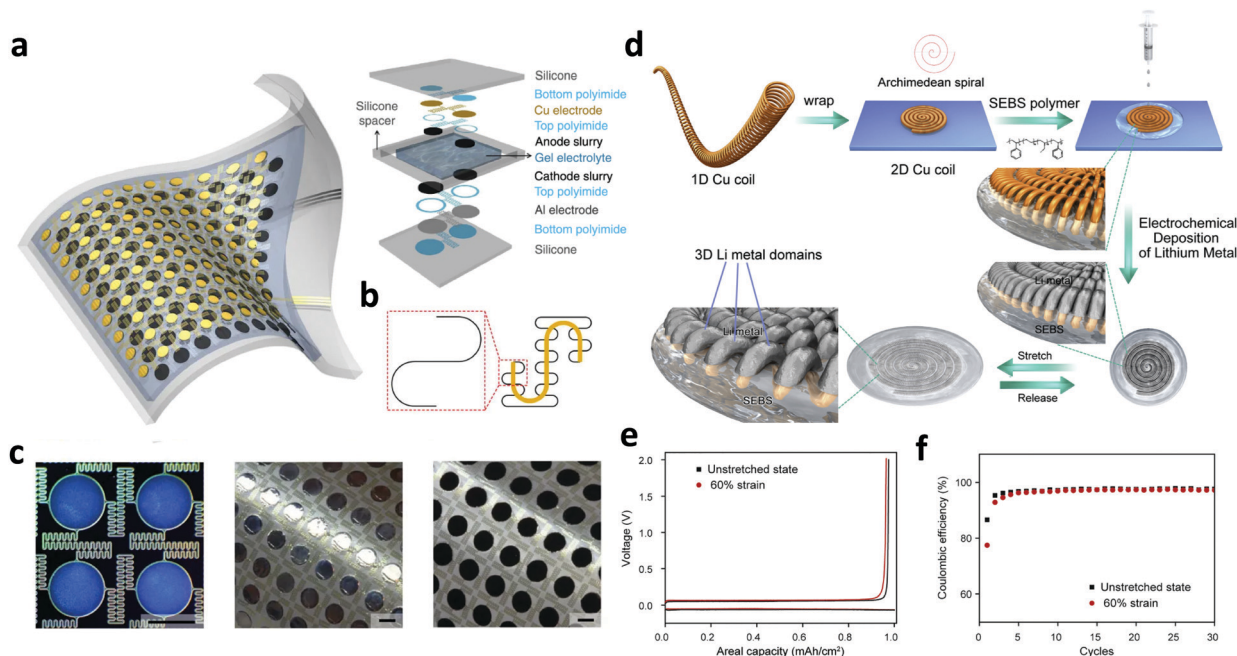 a
Silicone
Bottom polyimide
Cu electrode
Top polyimide
Silicone
spacer
Anode slurry
Gel electrolyte
Cathode slurry
Top polyimide
Al electrode
Bottom polyimide
Silicone
b
c
d
Archimedean spiral
wrap
SEBS polymer
1D Cu coil
2D Cu coil
Electrochemical
Deposition
of Lithium Metal
3D Li metal domains
Li metal
SEBS
Li metal
SEBS
Stretch
Release
e
Unstretched state
60% strain
Voltage (V)
2.0
1.5
1.0
0.5
0.0
0.0 0.2 0.4 0.6 0.8 1.0
Areal capacity (mAh/cm²)
f
Coulombic efficiency (%)
100
80
60
Unstretched state
60% strain
0 5 10 15 20 25 30
Cycles